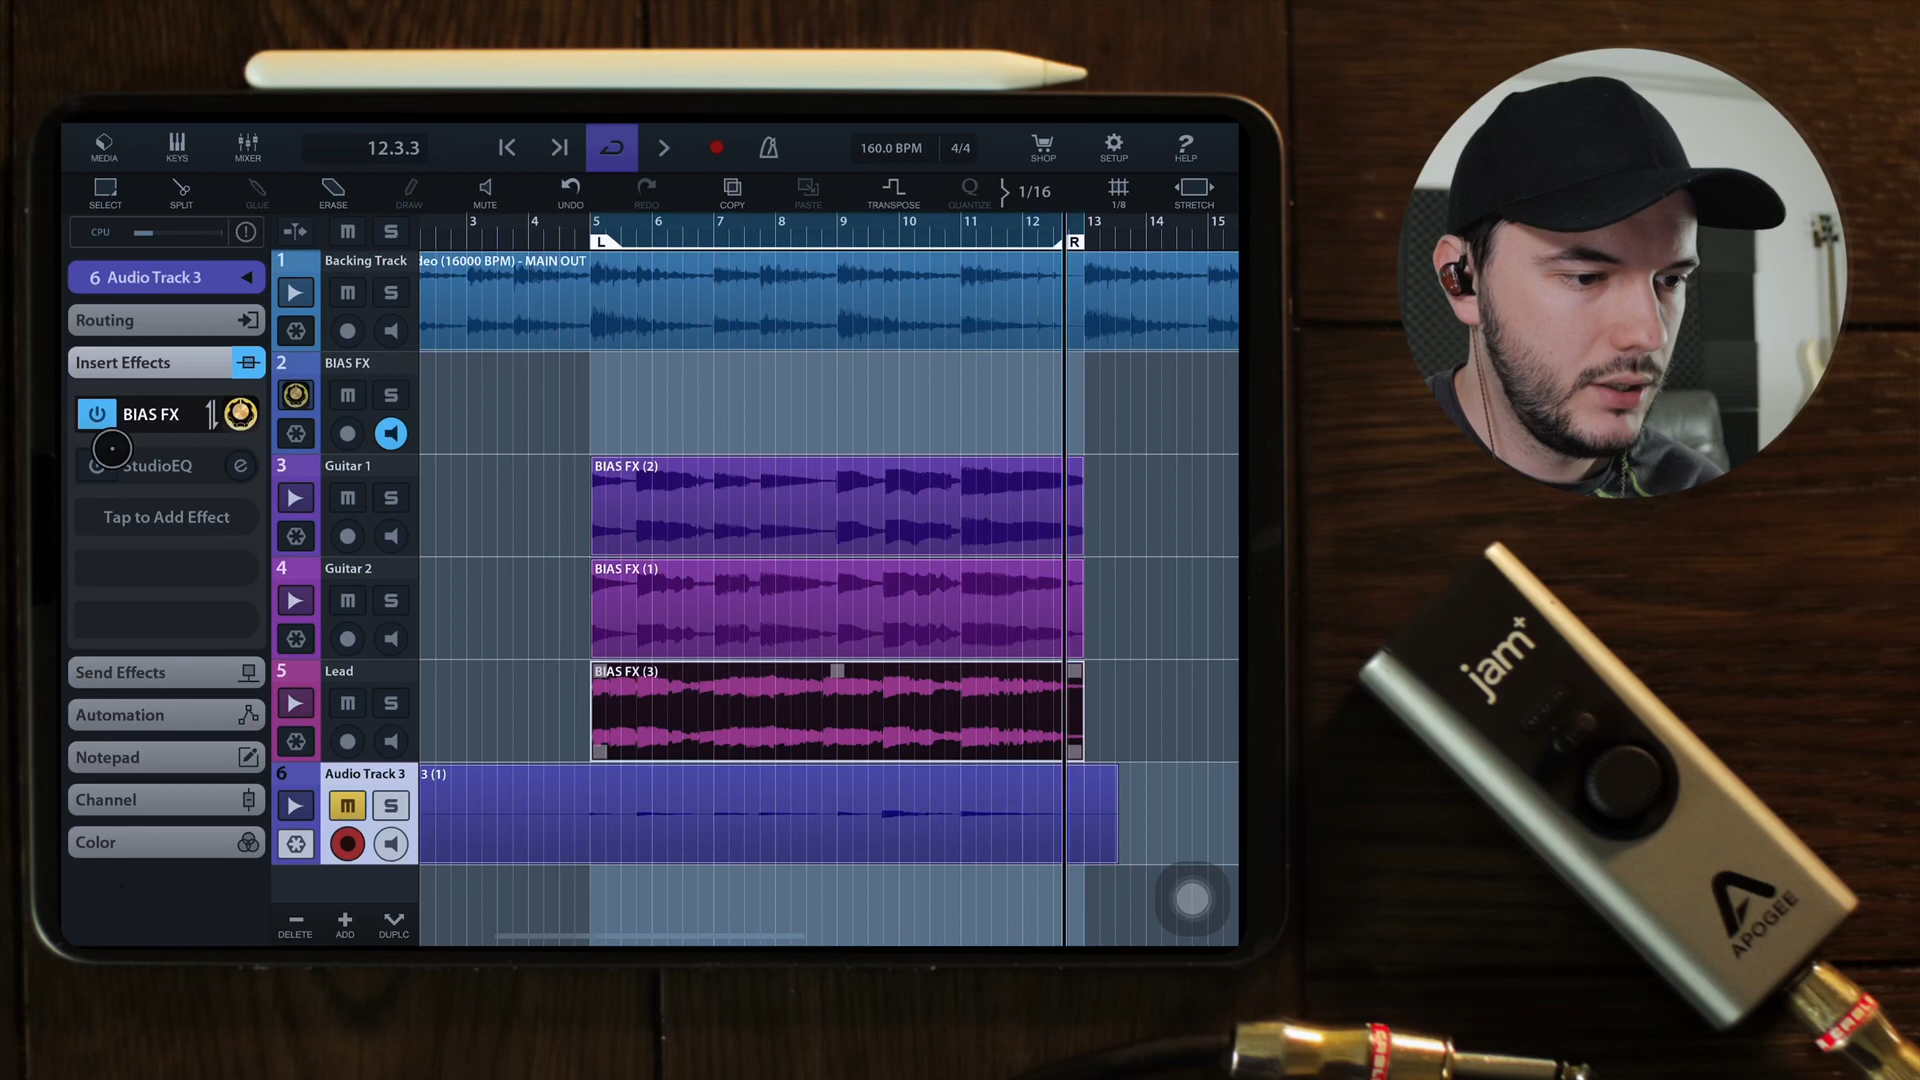 MEDIA
KEYS
MIXER
12.3.3
160.0 BPM
4/4
SHOP
SETUP
HELP
SELECT
SPLIT
GLUE
ERASE
DRAW
MUTE
UNDO
REDO
COPY
PASTE
TRANSPOSE
QUANTIZE
1/16
1/8
STRETCH
CPU
M
S
3
4
5
6
7
8
9
10
11
12
13
14
15
L
R
6 Audio Track 3
Routing
Insert Effects
BIAS FX
StudioEQ
Tap to Add Effect
Send Effects
Automation
Notepad
Channel
Color
1
Backing Track
M
S
deo (16000 BPM) - MAIN OUT
2
BIAS FX
M
S
3
Guitar 1
M
S
BIAS FX (2)
4
Guitar 2
M
S
BIAS FX (1)
5
Lead
M
S
BIAS FX (3)
6
Audio Track 3
M
S
3 (1)
DELETE
ADD
DUPLC
jam+
APOGEE